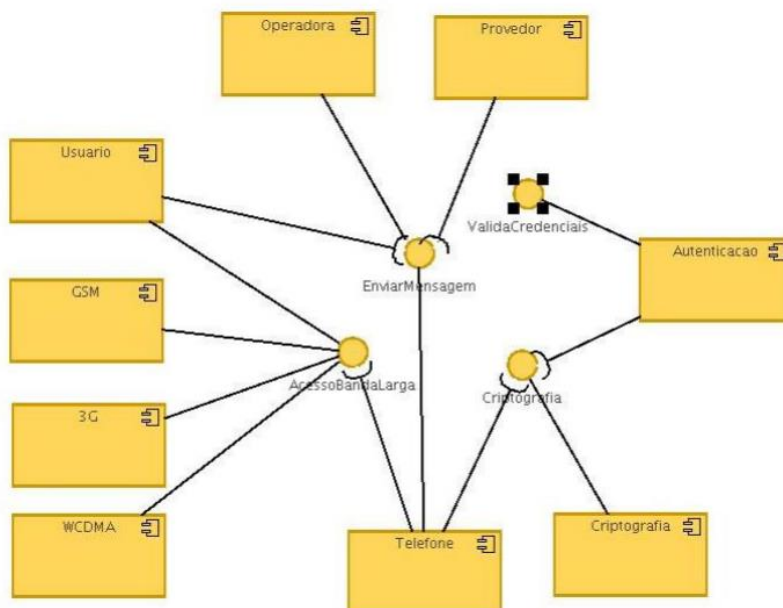 Operadora
Provedor
Usuario
ValidaCredenciais
Autenticacao
EnviarMensagem
GSM
AcessoBandaLarga
Criptografia
3G
WCDMA
Telefone
Criptografia